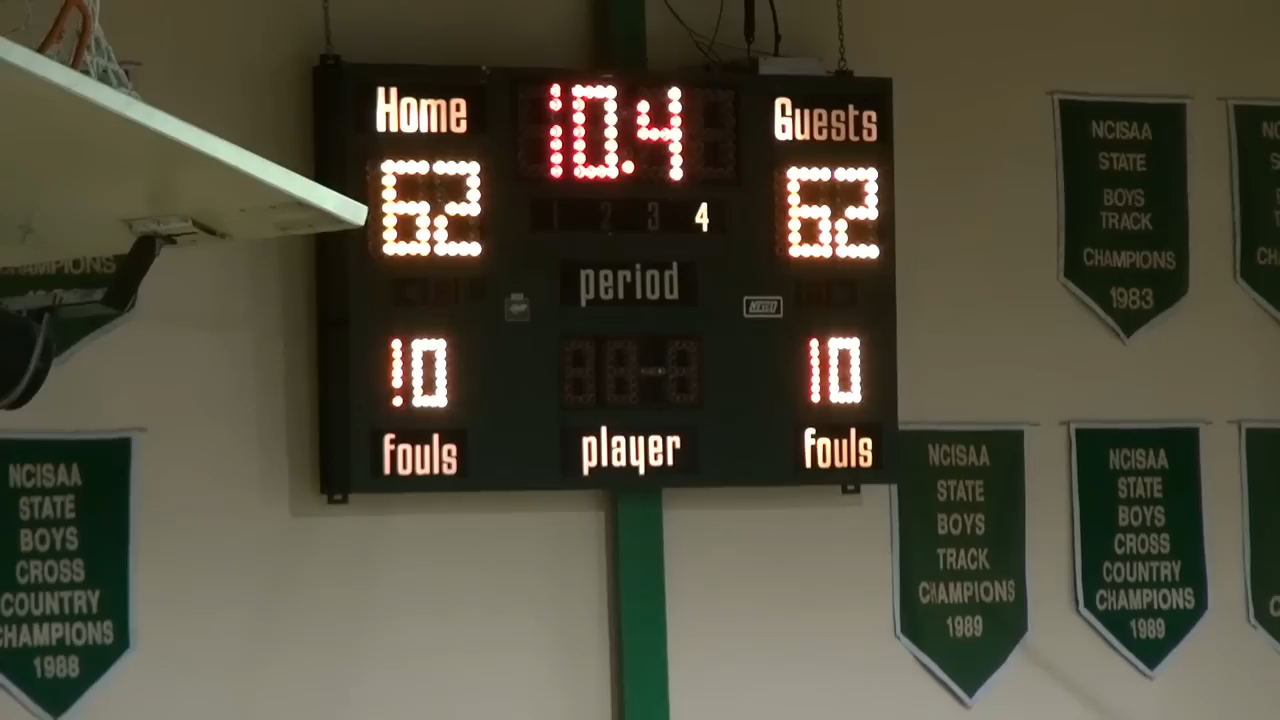 Home
10.4
Guests
62
62
1 2 3 4
period
10
10
fouls
player
fouls
CHAMPIONS
NCISAA
STATE
BOYS
TRACK
CHAMPIONS
1983
NCISAA
STATE
BOYS
CROSS
COUNTRY
CHAMPIONS
1988
NCISAA
STATE
BOYS
TRACK
CHAMPIONS
1989
NCISAA
STATE
BOYS
CROSS
COUNTRY
CHAMPIONS
1989